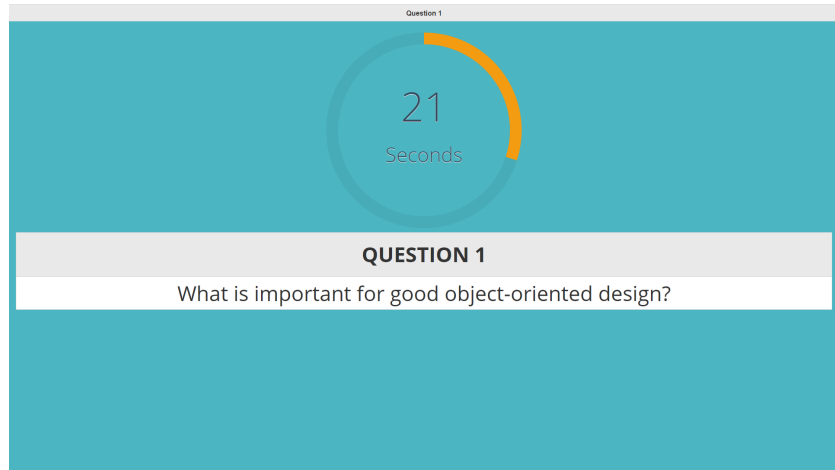 Question 1
21
Seconds
QUESTION 1
What is important for good object-oriented design?